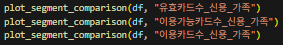 plot_segment_comparison(df, "유효카드수_신용_가족")
plot_segment_comparison(df, "이용가능카드수_신용_가족")
plot_segment_comparison(df, "이용카드수_신용_가족")